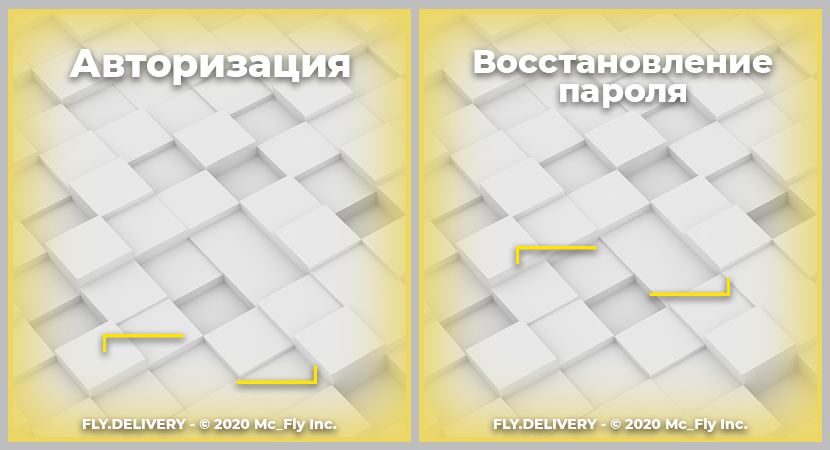 Авторизация
FLY.DELIVERY - © 2020 Mc_Fly Inc.
Восстановление
пароля
FLY.DELIVERY - © 2020 Mc_Fly Inc.